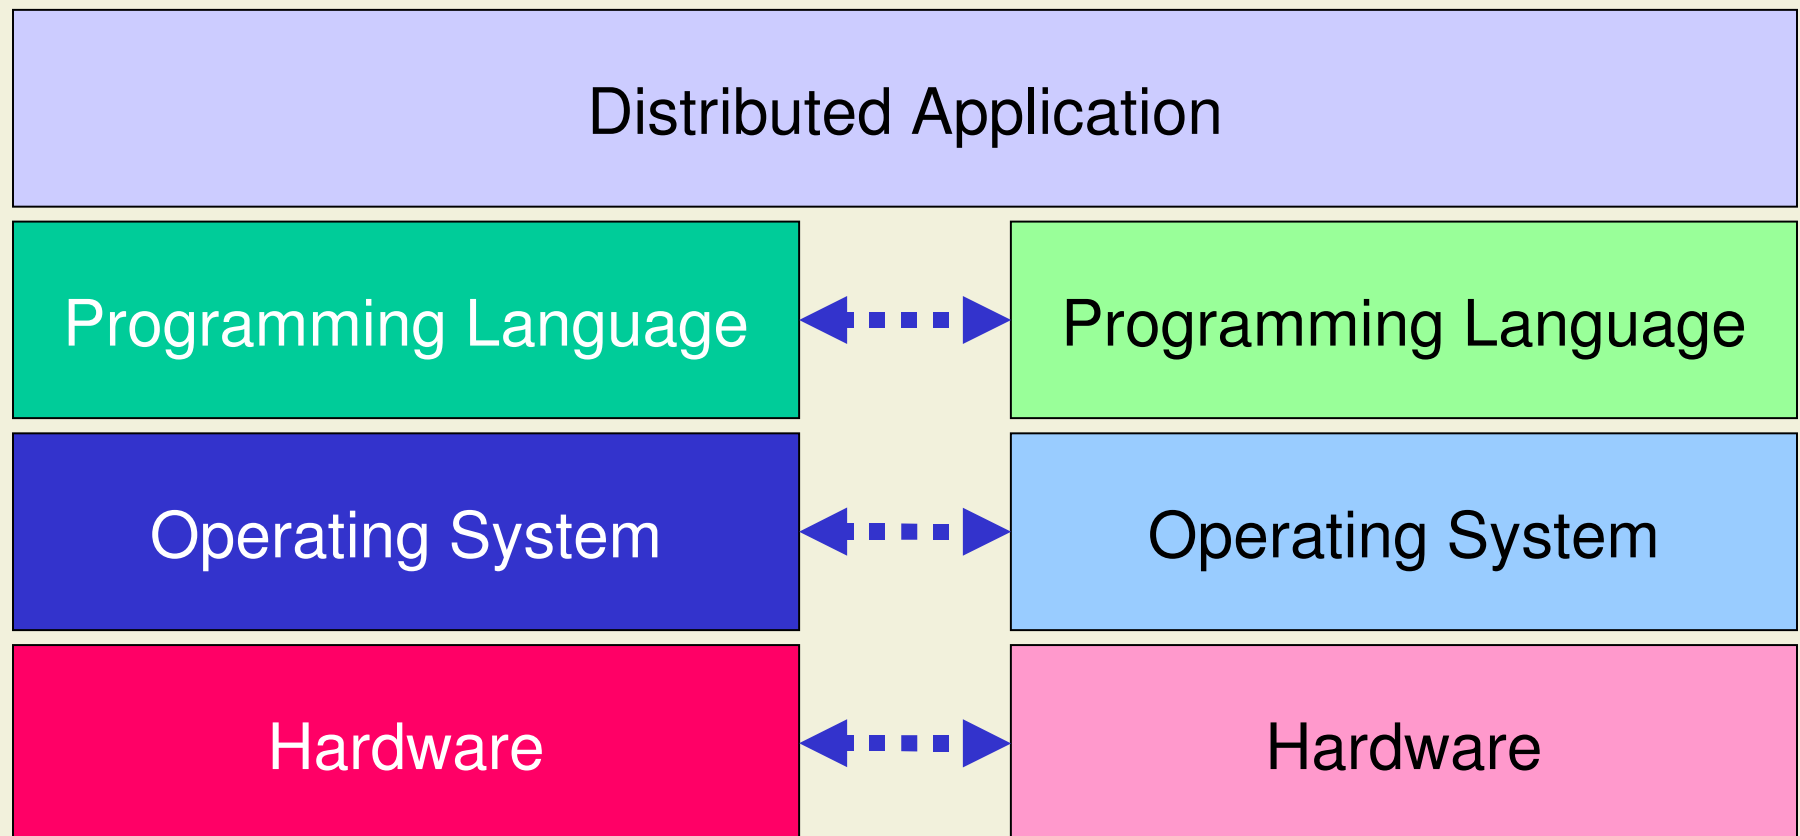 Distributed Application
Programming Language
Programming Language
Operating System
Operating System
Hardware
Hardware